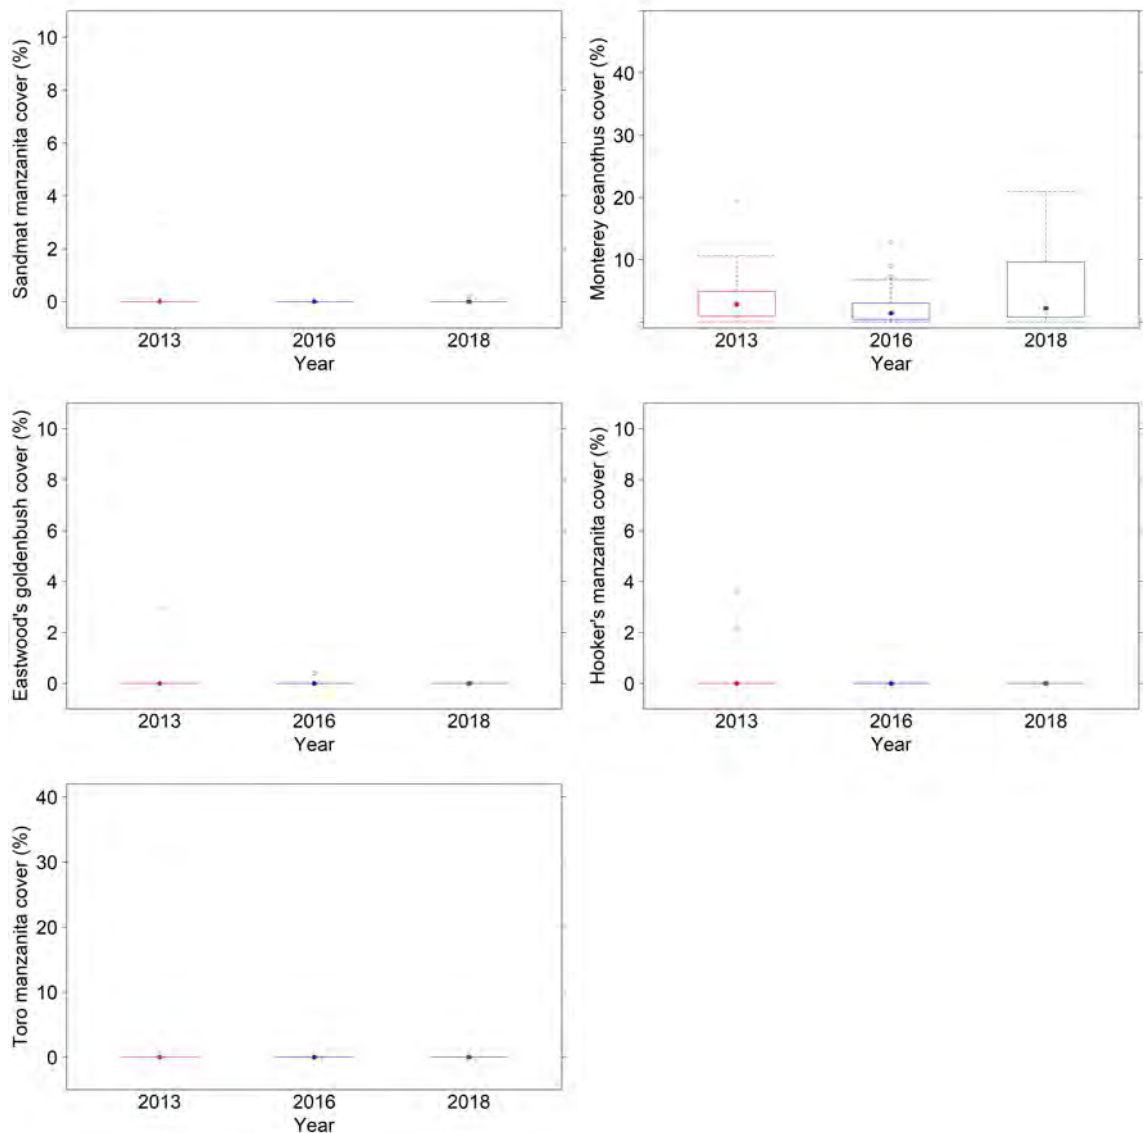 Sandmat manzanita cover (%)
10
8
6
4
2
0
2013 2016 2018
Year
Monterey ceanothus cover (%)
40
30
20
10
2013 2016 2018
Year
Eastwood's goldenbush cover (%)
10
8
6
4
2
0
2013 2016 2018
Year
Hooker's manzanita cover (%)
10
8
6
4
2
0
2013 2016 2018
Year
Toro manzanita cover (%)
40
30
20
10
0
2013 2016 2018
Year